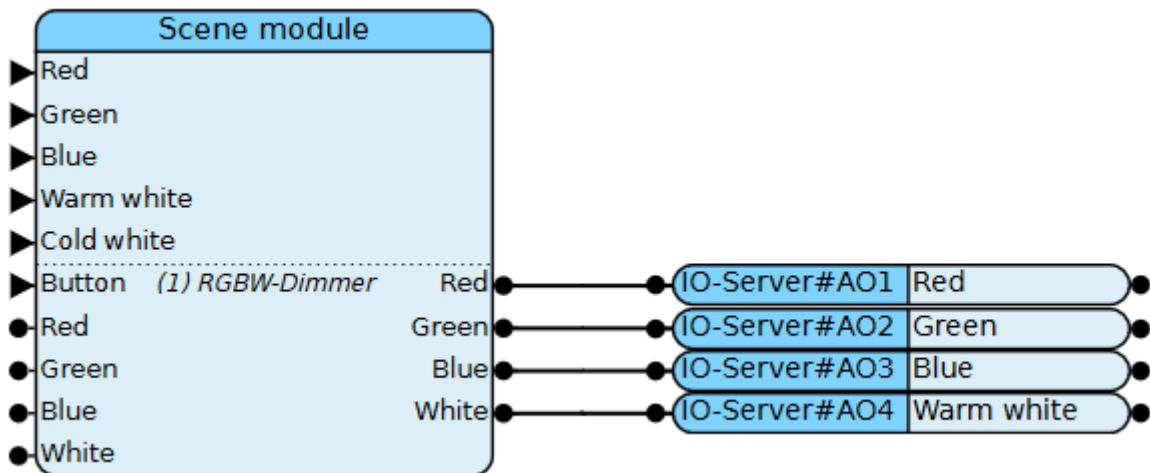 Scene module
Red
Green
Blue
Warm white
Cold white
Button (1) RGBW-Dimmer Red IO-Server#AO1 Red
Red Green IO-Server#AO2 Green
Green Blue IO-Server#AO3 Blue
Blue White IO-Server#AO4 Warm white
White